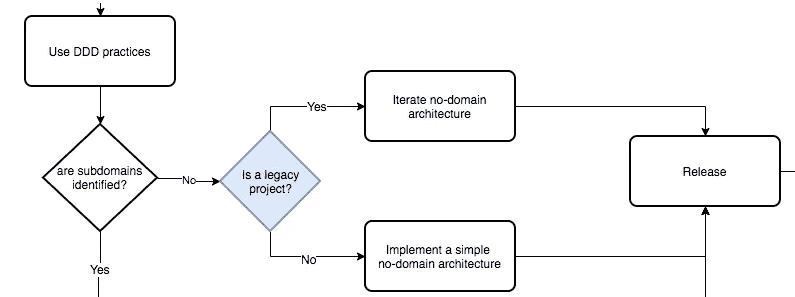 Use DDD practices
are subdomains
identified?
No
Is a legacy
project?
Yes
Iterate no-domain
architecture
No
Implement a simple
no-domain architecture
Release
Yes